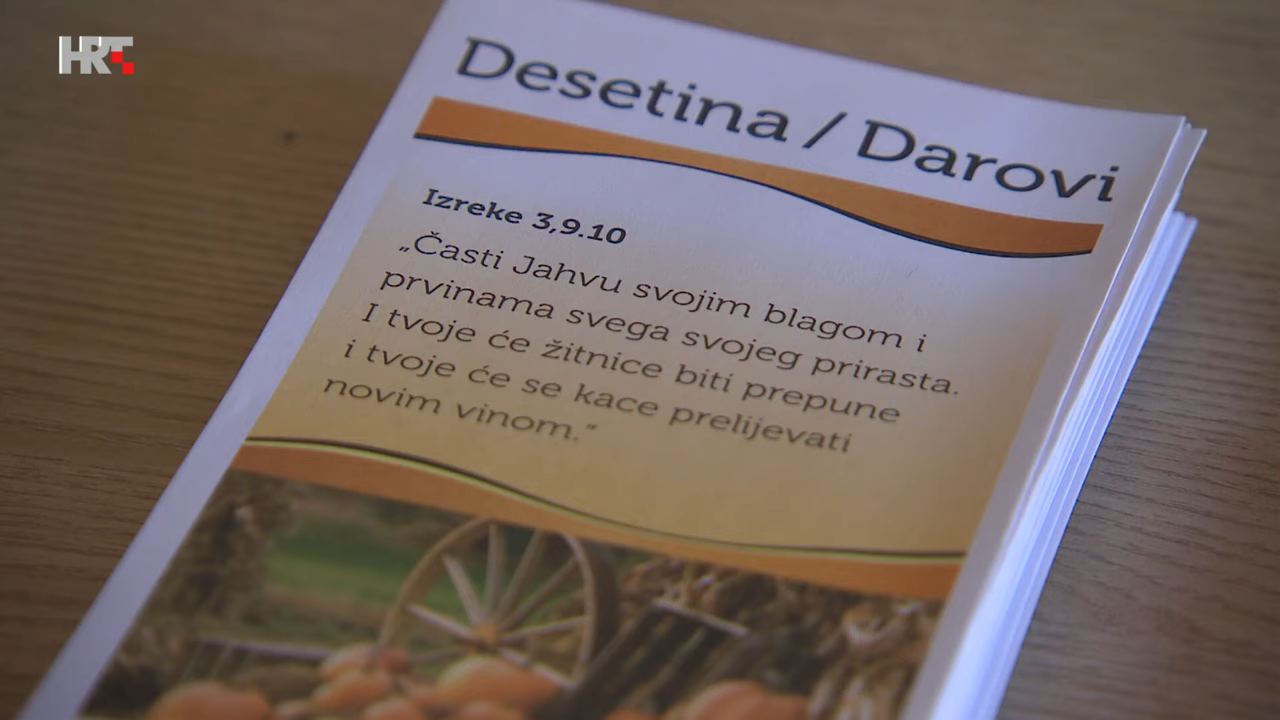 HRT
Desetina / Darovi
Izreke 3,9.10
„Časti Jahvu svojim blagom i
prvinama svega svojeg prirasta.
I tvoje će žitnice biti prepune
i tvoje će se kace prelijevati
novim vinom.“